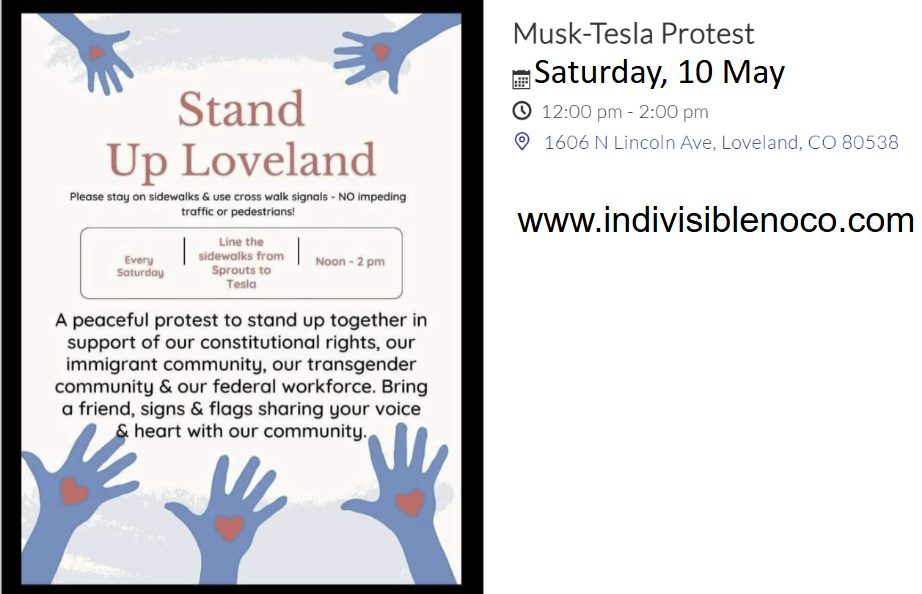 Stand
Up Loveland
Please stay on sidewalks & use cross walk signals - NO impeding
traffic or pedestrians!
Every
Saturday
Line the
sidewalks from
Sprouts to
Tesla
Noon - 2 pm
A peaceful protest to stand up together in
support of our constitutional rights, our
immigrant community, our transgender
community & our federal workforce. Bring
a friend, signs & flags sharing your voice
& heart with our community.
Musk-Tesla Protest
Saturday, 10 May
12:00 pm - 2:00 pm
1606 N Lincoln Ave, Loveland, CO 80538
www.indivisiblenoco.com